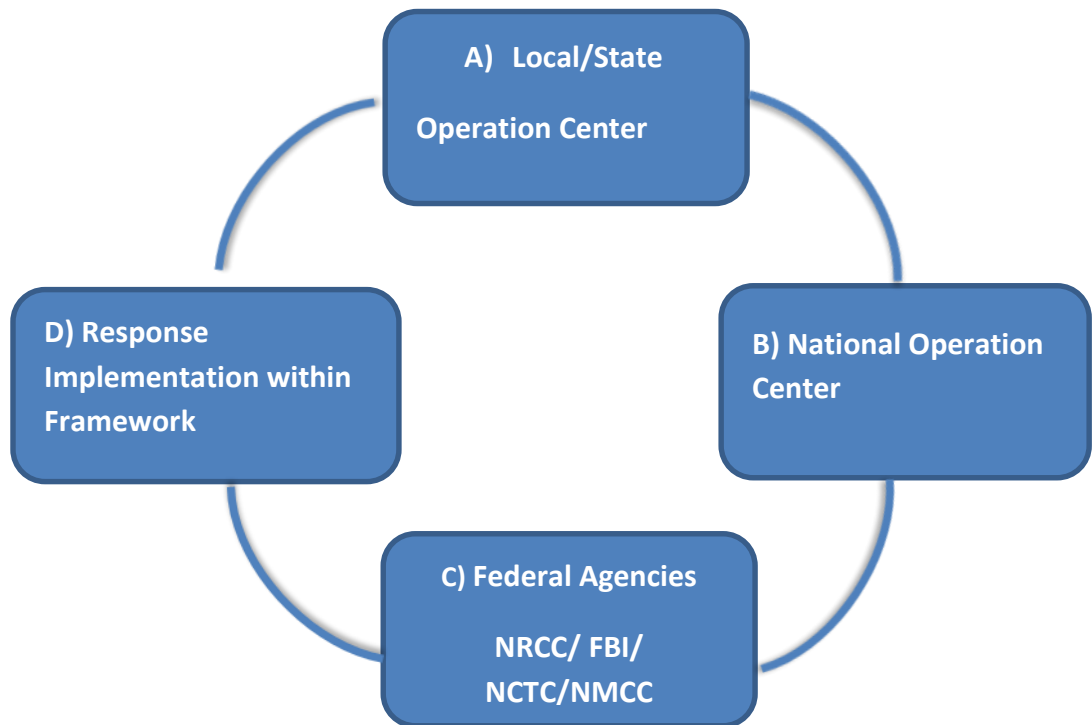 A) Local/State
Operation Center
B) National Operation
Center
C) Federal Agencies
NRCC/ FBI/
NCTC/NMCC
D) Response
Implementation within
Framework